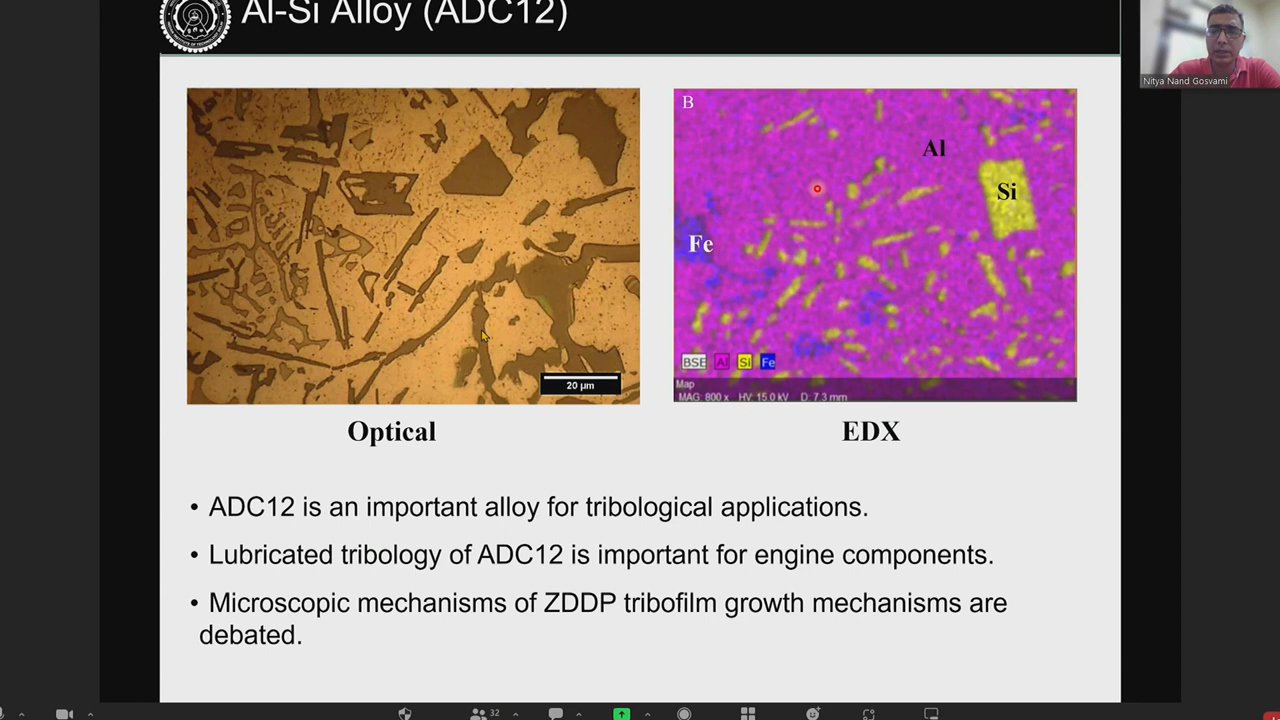 Al-Si Alloy (ADC12)
Nitya Nand Gosvami
B
Al
Si
Fe
BSE Al Si Fe
Map
MAG: 800 x HV: 15.0 kV D: 7.3 mm
20 µm
Optical
EDX
• ADC12 is an important alloy for tribological applications.
• Lubricated tribology of ADC12 is important for engine components.
• Microscopic mechanisms of ZDDP tribofilm growth mechanisms are
debated.
32